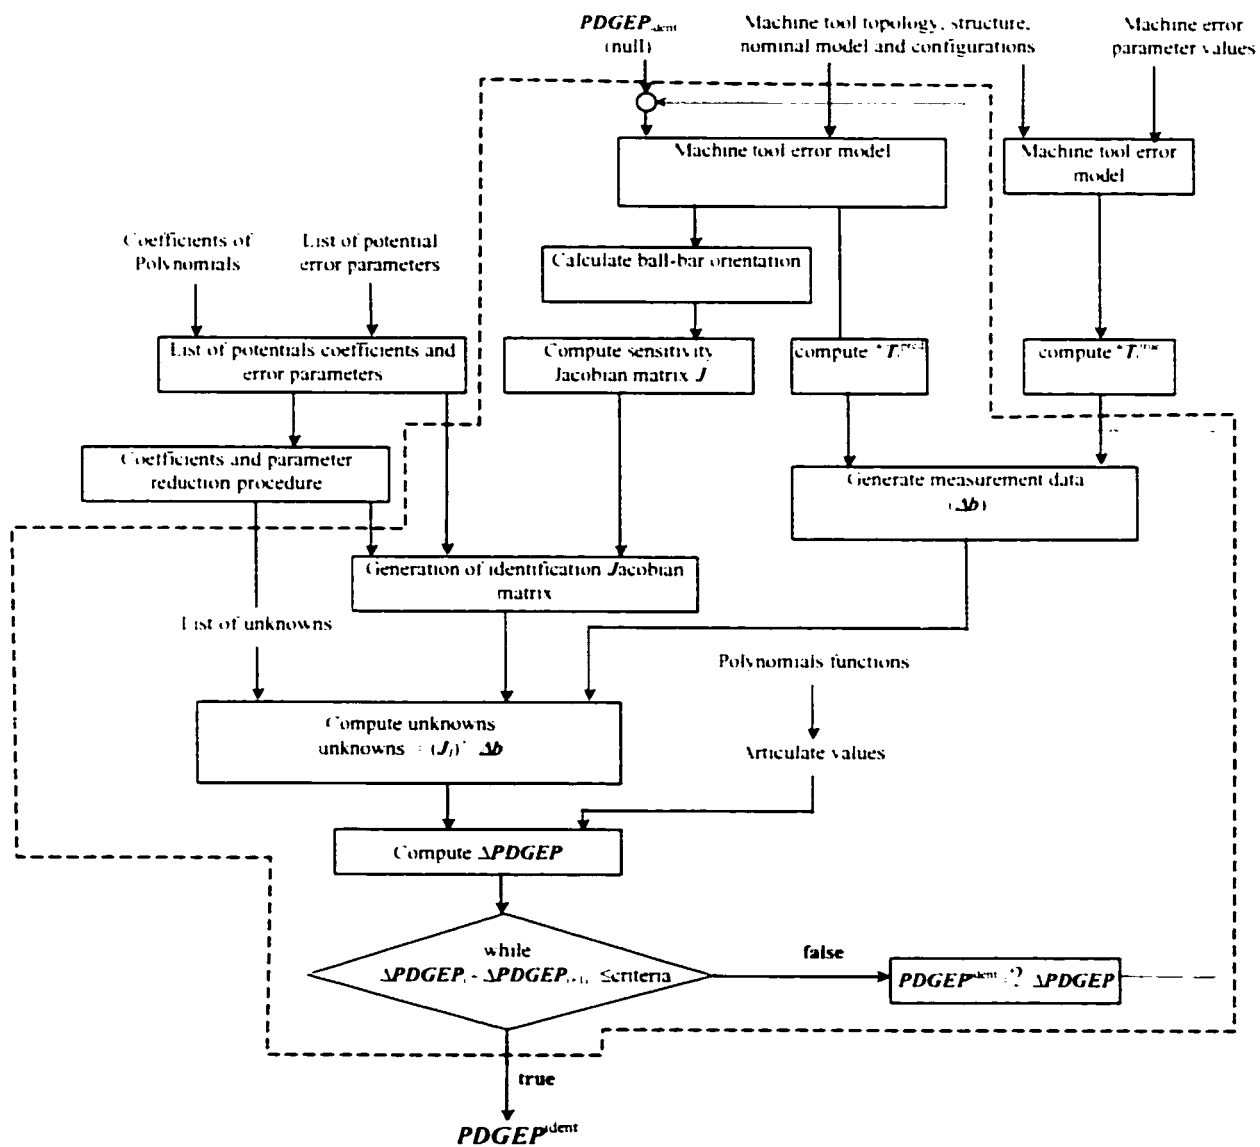 PDGEP ident
(null)
Machine tool topology, structure,
nominal model and configurations
Machine error
parameter values
Machine tool error model
Machine tool error
model
Coefficients of
Polynomials
List of potential
error parameters
Calculate ball-bar orientation
List of potentials coefficients and
error parameters
Compute sensitivity
Jacobian matrix J
compute
compute
Coefficients and parameter
reduction procedure
Generate measurement data
(Δb)
Generation of identification Jacobian
matrix
List of unknowns
Polynomials functions
Compute unknowns
unknowns = (J Δb
Articulate values
Compute ΔPDGEP
while
ΔPDGEP - ΔPDGEP ≤criteria
false
PDGEP ident ΔPDGEP
true
PDGEP ident